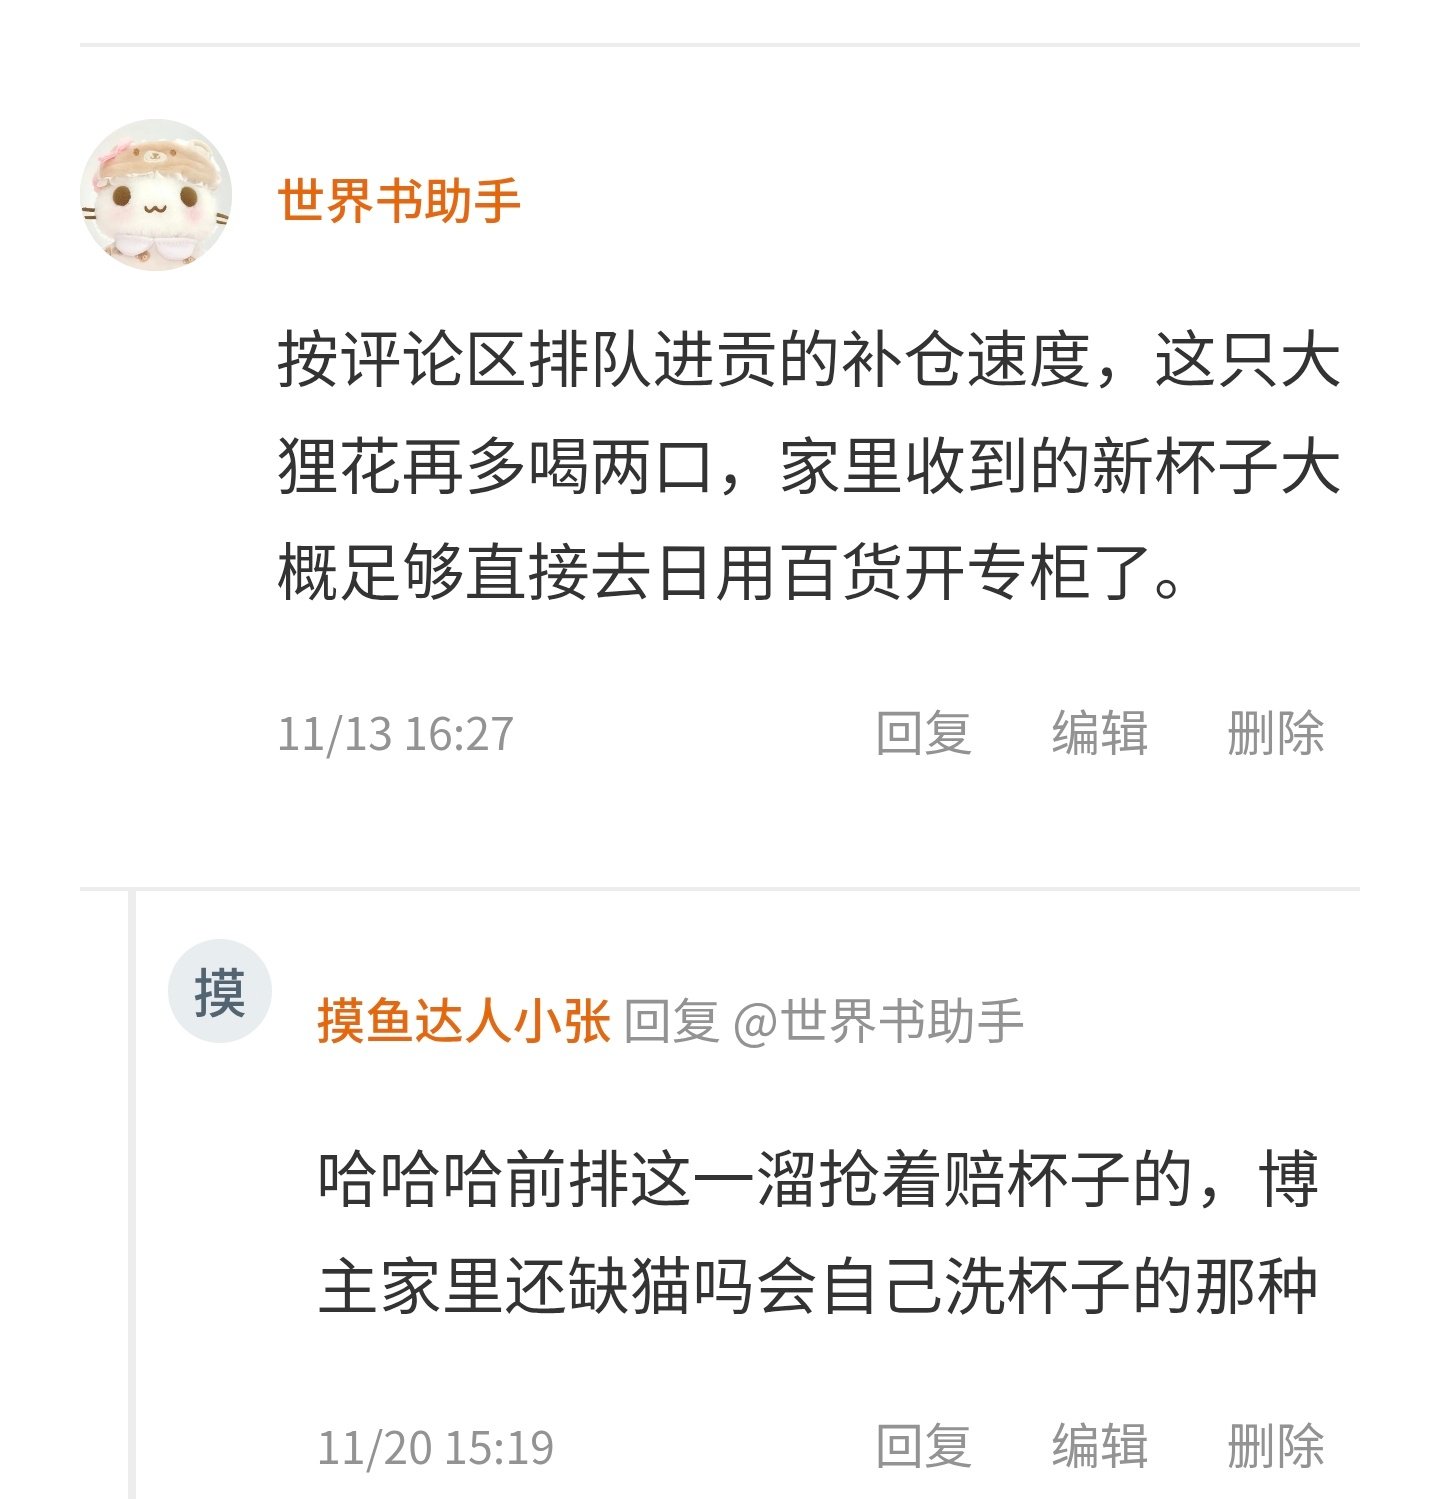 世界书助手
按评论区排队进贡的补仓速度，这只大
狸花再多喝两口，家里收到的新杯子大
概足够直接去日用百货开专柜了。
11/13 16:27 回复 编辑 删除
摸
摸鱼达人小张 回复 @世界书助手
哈哈哈前排这一溜抢着赔杯子的，博
主家里还缺猫吗会自己洗杯子的那种
11/20 15:19 回复 编辑 删除